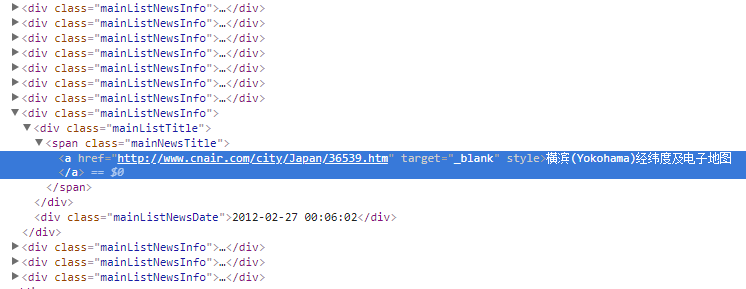 ▶<div class="mainListNewsInfo">…</div>
▶<div class="mainListNewsInfo">…</div>
▶<div class="mainListNewsInfo">…</div>
▶<div class="mainListNewsInfo">…</div>
▶<div class="mainListNewsInfo">…</div>
▶<div class="mainListNewsInfo">…</div>
▶<div class="mainListNewsInfo">…</div>
▼<div class="mainListNewsInfo">
▼<div class="mainListTitle">
▼<span class="mainNewsTitle">
<a href="http://www.cnair.com/city/Japan/36539.htm" target="_blank" style>横滨(Yokohama)经纬度及电子地图
</a> == $0
</span>
</div>
<div class="mainListNewsDate">2012-02-27 00:06:02</div>
</div>
▶<div class="mainListNewsInfo">…</div>
▶<div class="mainListNewsInfo">…</div>
▶<div class="mainListNewsInfo">…</div>